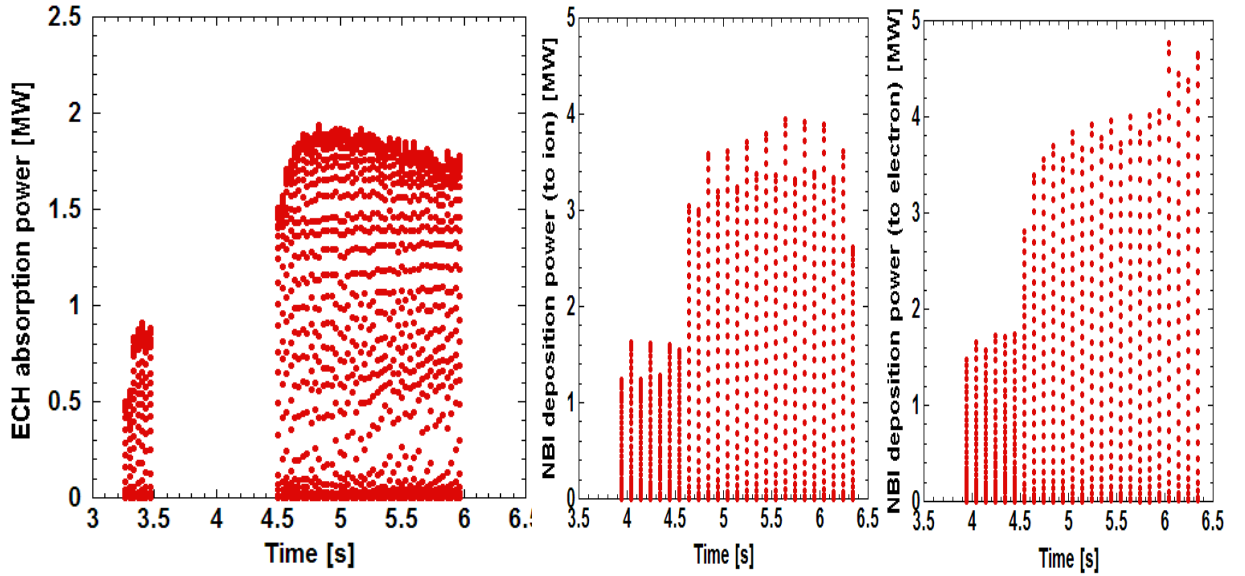 ECH absorption power [MW]
2.5
2
1.5
1
0.5
0
3 3.5 4 4.5 5 5.5 6 6.5
Time [s]
NBI deposition power (to ion) [MW]
5
4
3
2
1
0
3.5 4 4.5 5 5.5 6 6.5
Time [s]
NBI deposition power (to electron) [MW]
5
4
3
2
1
0
3.5 4 4.5 5 5.5 6 6.5
Time [s]